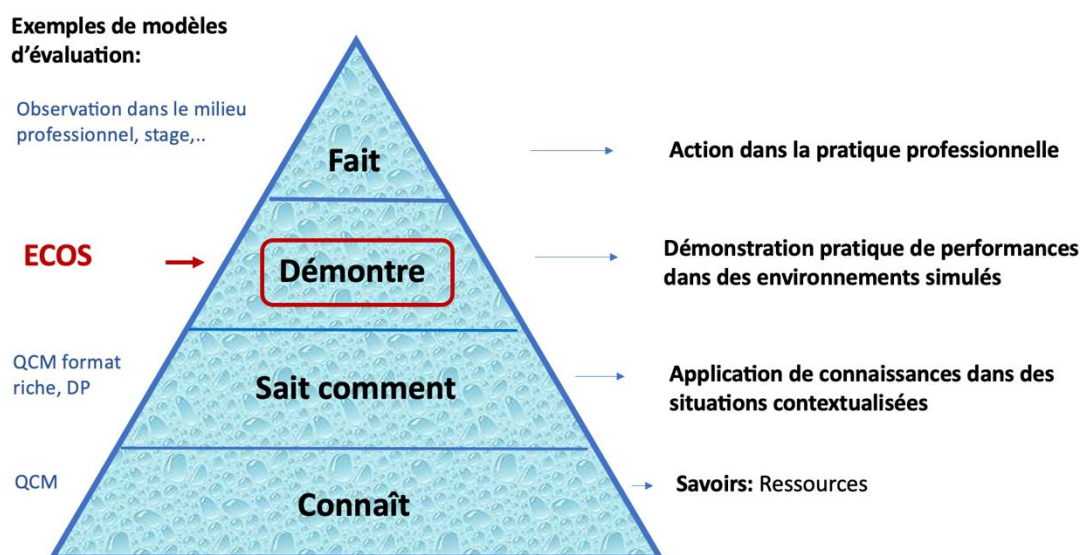 Exemples de modèles
d'évaluation:
Observation dans le milieu
professionnel, stage,..
Fait
Action dans la pratique professionnelle
ECOS
Démontre
Démonstration pratique de performances
dans des environnements simulés
QCM format
riche, DP
Sait comment
Application de connaissances dans des
situations contextualisées
QCM
Connaît
Savoirs: Ressources